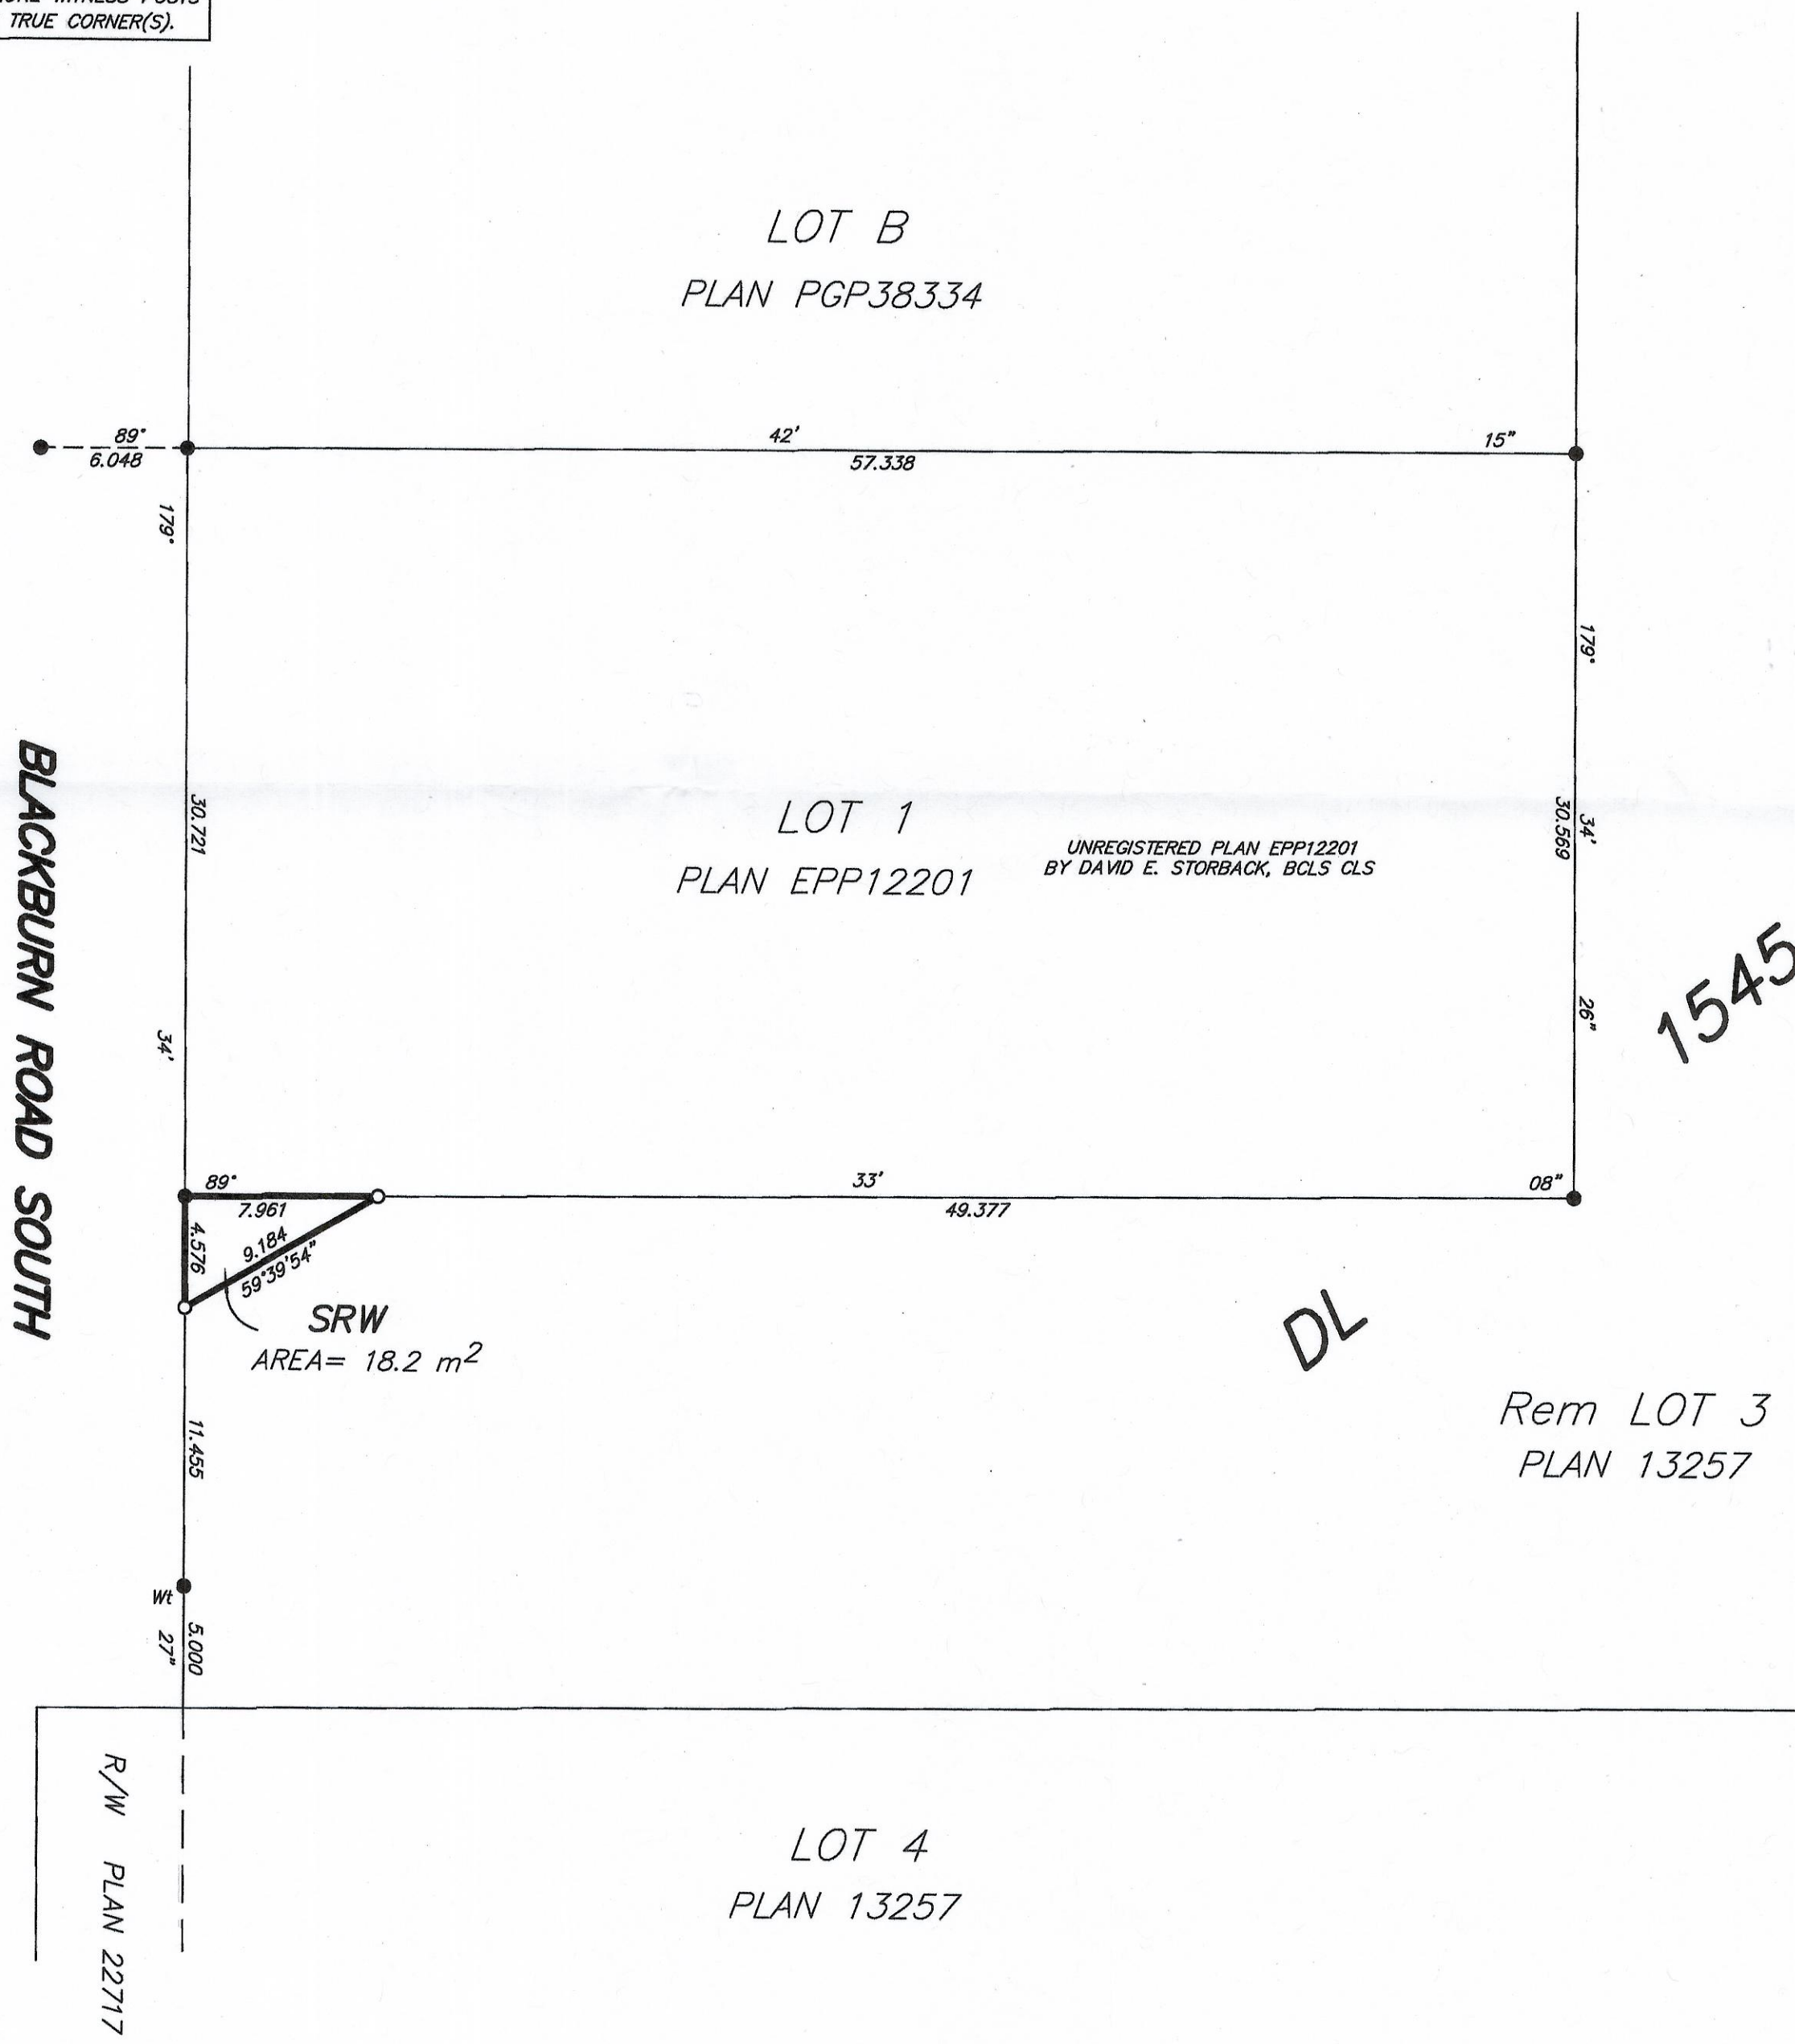 TRUE CORNER(S).
LOT B
PLAN PGP38334
89°
42'
15"
6.048
57.338
179°
179°
30.721
34'
30.569
LOT 1
PLAN EPP12201
UNREGISTERED PLAN EPP12201
BY DAVID E. STORBACK, BCLS CLS
BLACKBURN ROAD SOUTH
1545
26"
34'
89°
33'
08"
7.961
49.377
4.576
9.184
59°39'54"
SRW
AREA= 18.2 m2
DL
Rem LOT 3
PLAN 13257
11.455
Wt
5.000
27"
R/W PLAN 22717
LOT 4
PLAN 13257